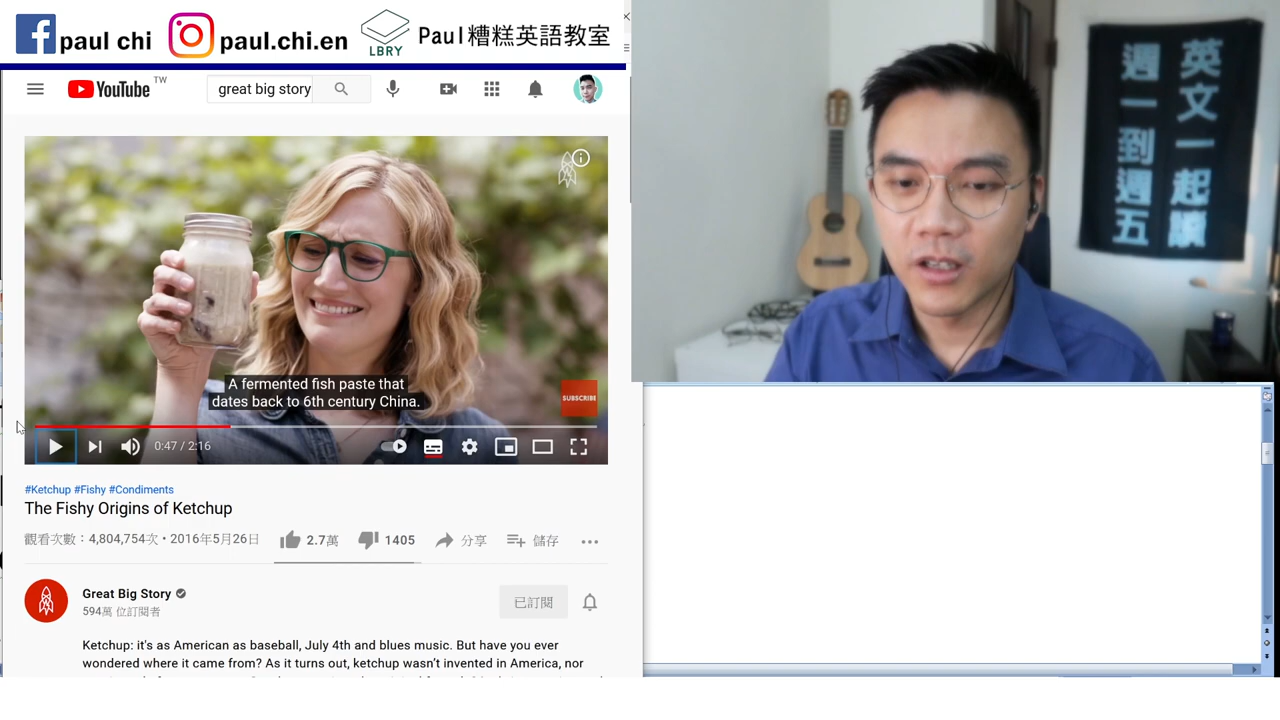 paul chi
paul.chi.en
LBRY
Paul糟糕英語教室
YouTube TW
great big story
英文一起讀
週一到週五
A fermented fish paste that
dates back to 6th century China.
SUBSCRIBE
0:47 / 2:16
#Ketchup #Fishy #Condiments
The Fishy Origins of Ketchup
觀看次數：4,804,754次 • 2016年5月26日
2.7萬
1405
分享
儲存
Great Big Story
594萬 位訂閱者
已訂閱
Ketchup: it's as American as baseball, July 4th and blues music. But have you ever
wondered where it came from? As it turns out, ketchup wasn't invented in America, nor